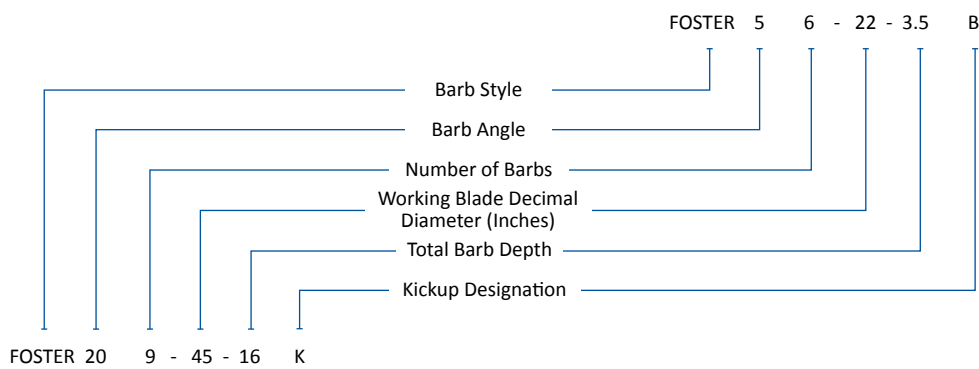 FOSTER 5 6 - 22 - 3.5 B
Barb Style
Barb Angle
Number of Barbs
Working Blade Decimal
Diameter (Inches)
Total Barb Depth
Kickup Designation
FOSTER 20 9 - 45 - 16 K